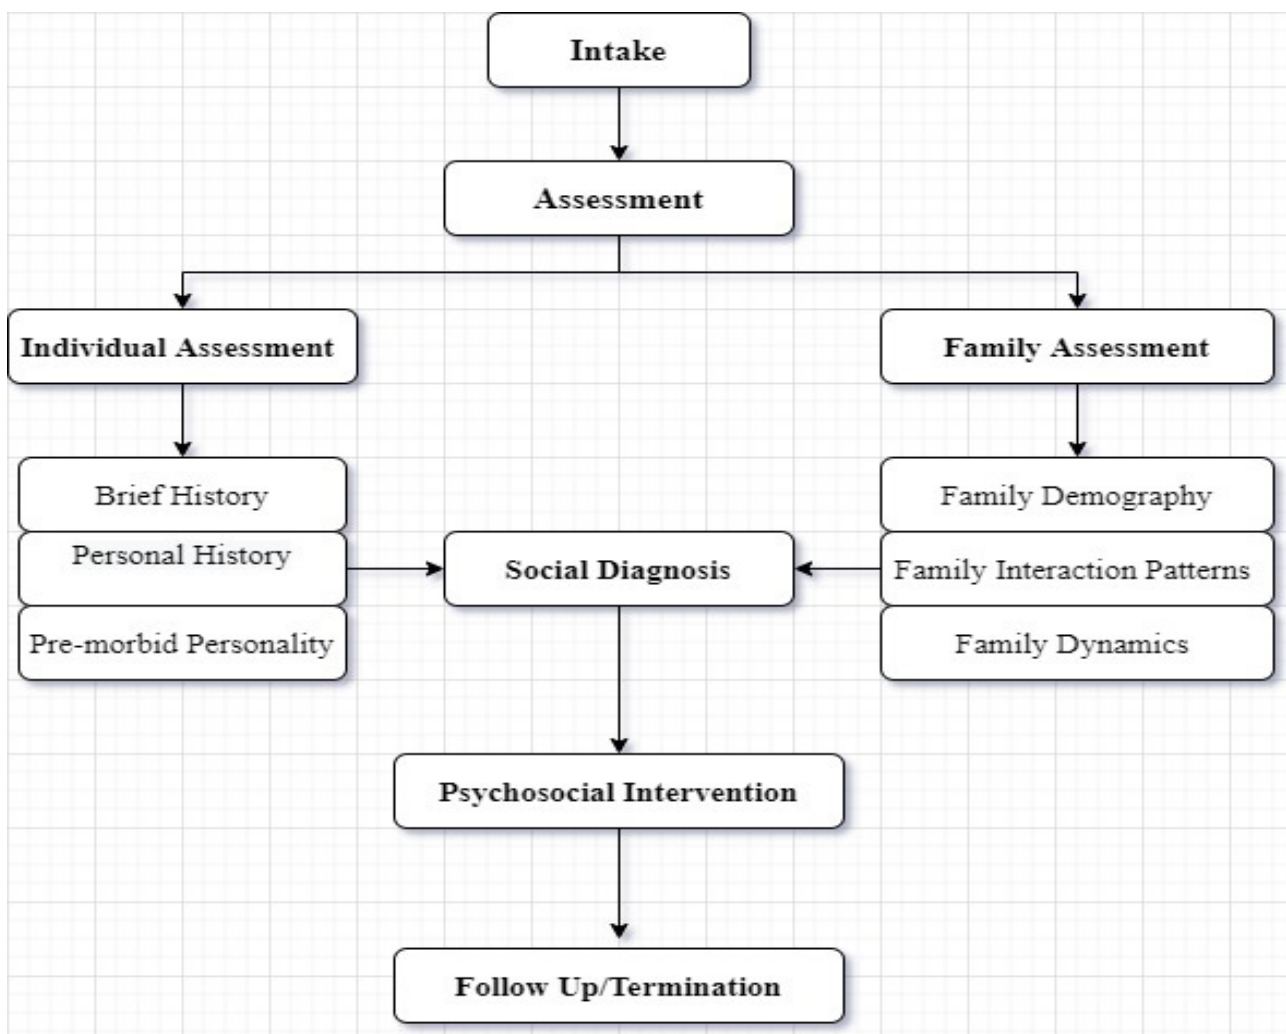 Intake
Assessment
Individual Assessment
Family Assessment
Brief History
Personal History
Pre-morbid Personality
Social Diagnosis
Family Demography
Family Interaction Patterns
Family Dynamics
Psychosocial Intervention
Follow Up/Termination